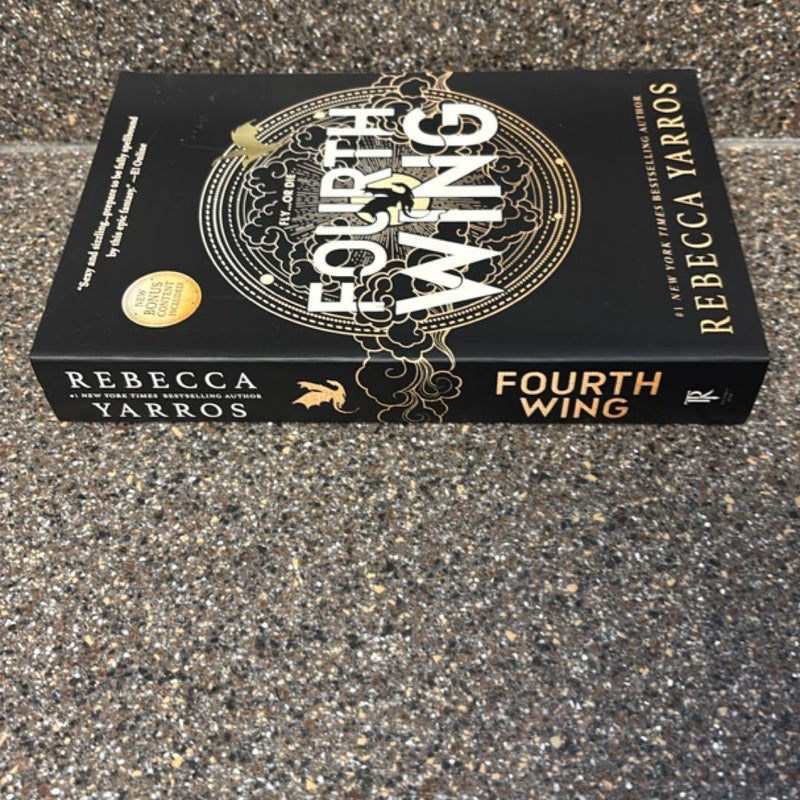 "Sexy and sizzling...prepare to be fully spellbound
by this epic fantasy." —E! Online
NEW
BONUS
CONTENT
INCLUDED!
FLY...OR DIE
FOURTH
WING
#1 NEW YORK TIMES BESTSELLING AUTHOR
REBECCA YARROS
REBECCA
#1 NEW YORK TIMES BESTSELLING AUTHOR
YARROS
FOURTH
WING